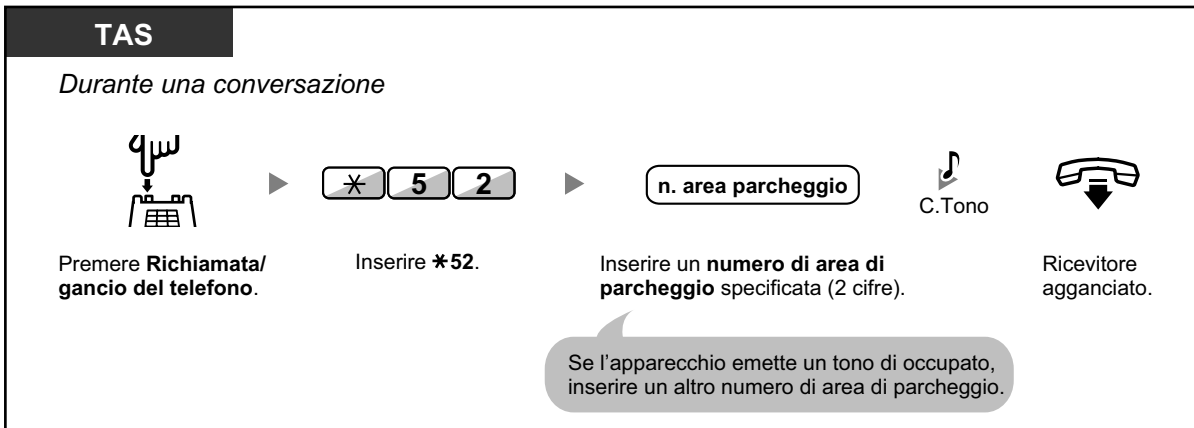 TAS
Durante una conversazione
* 5 2
n. area parcheggio
C.Tono
Premere Richiamata/
gancio del telefono.
Inserire *52.
Inserire un numero di area di
parcheggio specificata (2 cifre).
Ricevitore
agganciato.
Se l'apparecchio emette un tono di occupato,
inserire un altro numero di area di parcheggio.